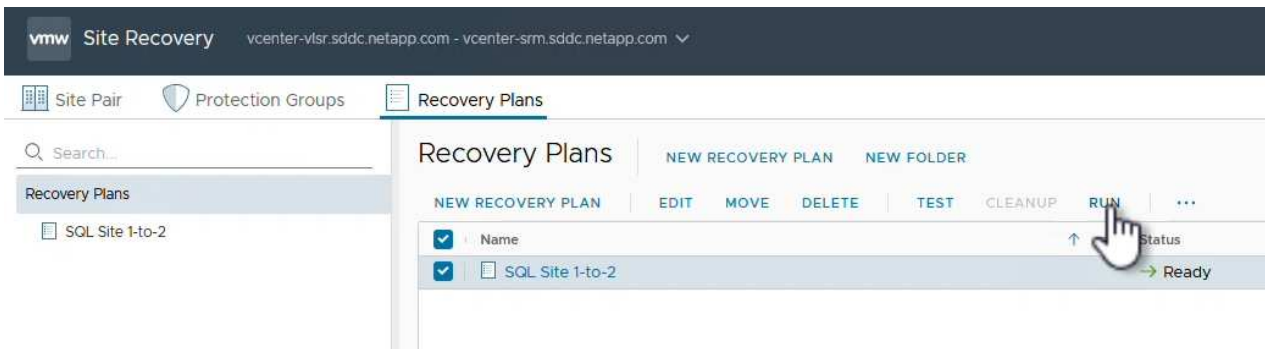 vmw Site Recovery vcenter-vlsr.sddc.netapp.com - vcenter-srm.sddc.netapp.com
Site Pair Protection Groups Recovery Plans
Search...
Recovery Plans
SQL Site 1-to-2
Recovery Plans NEW RECOVERY PLAN NEW FOLDER
NEW RECOVERY PLAN EDIT MOVE DELETE TEST CLEANUP RUN ...
Name Status
SQL Site 1-to-2 Ready